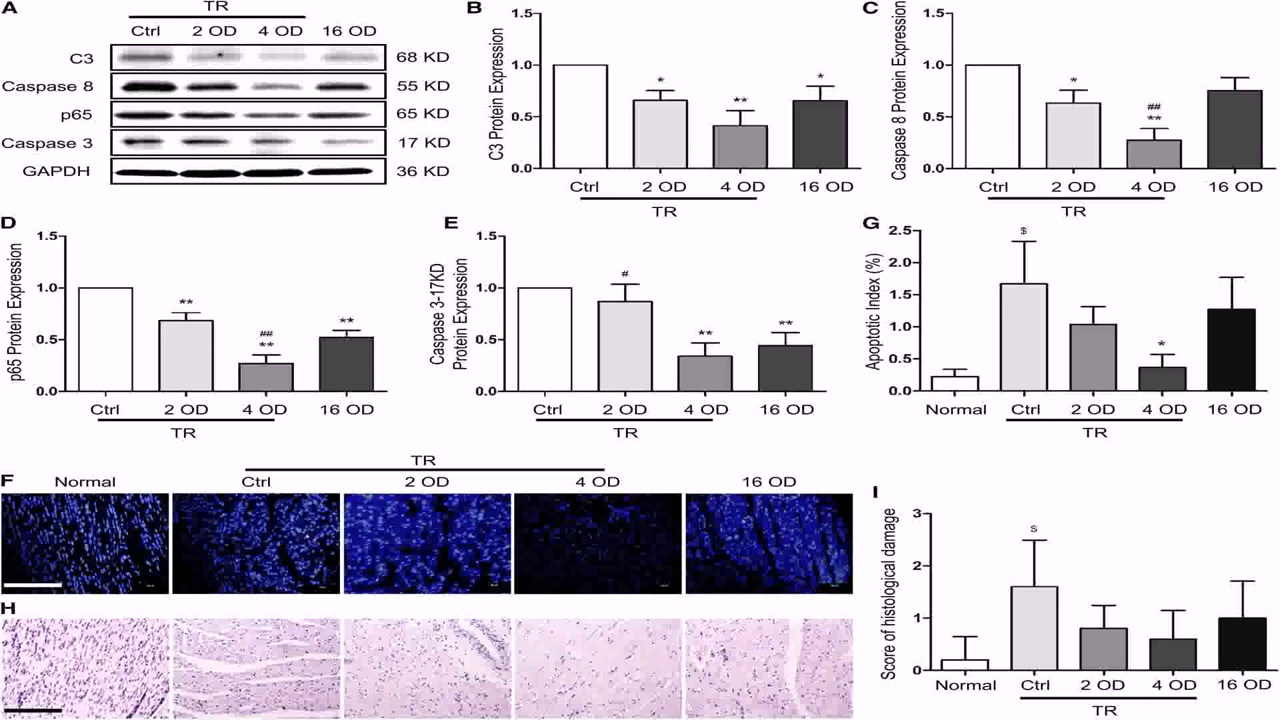 A
TR
Ctrl 2 OD 4 OD 16 OD
C3 68 KD
Caspase 8 55 KD
p65 65 KD
Caspase 3 17 KD
GAPDH 36 KD
B
C3 Protein Expression
1.5
1.0
0.5
0.0
*
**
*
Ctrl 2 OD 4 OD 16 OD
TR
C
Caspase 8 Protein Expression
1.5
1.0
0.5
0.0
*
##
**
Ctrl 2 OD 4 OD 16 OD
TR
D
p65 Protein Expression
1.5
1.0
0.5
0.0
**
##
**
**
Ctrl 2 OD 4 OD 16 OD
TR
E
Caspase 3-17KD
Protein Expression
1.5
1.0
0.5
0.0
#
**
**
Ctrl 2 OD 4 OD 16 OD
TR
G
Apoptotic Index (%)
2.5
2.0
1.5
1.0
0.5
0.0
$
*
Normal Ctrl 2 OD 4 OD 16 OD
TR
F
TR
Normal Ctrl 2 OD 4 OD 16 OD
H
I
Score of histological damage
3
2
1
0
$
Normal Ctrl 2 OD 4 OD 16 OD
TR